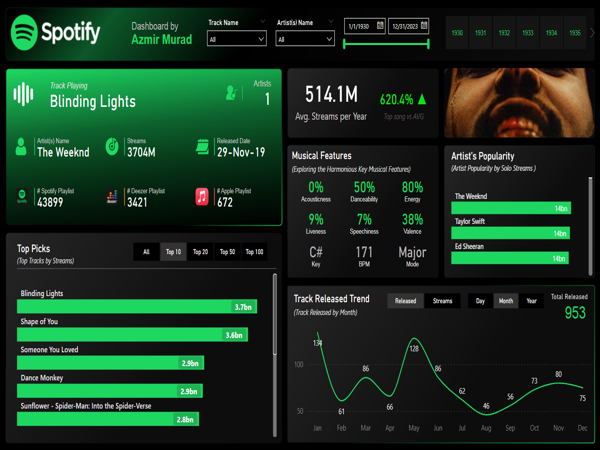 Spotify
Dashboard by
Azmir Murad
Track Name
All
Artist(s) Name
All
1/1/1930
12/31/2023
1930
1931
1932
1933
1934
1935
Track Playing
Blinding Lights
Artists
1
Artist(s) Name
The Weeknd
Streams
3704M
Released Date
29-Nov-19
# Spotify Playlist
43899
# Deezer Playlist
3421
# Apple Playlist
672
514.1M
Avg. Streams per Year
620.4%
Top song vs AVG
Musical Features
(Exploring the Harmonious Key Musical Features)
0%
Acousticness
50%
Danceability
80%
Energy
9%
Liveness
7%
Speechiness
38%
Valence
C#
Key
171
BPM
Major
Mode
Artist's Popularity
(Artist Popularity by Solo Streams )
The Weeknd
14bn
Taylor Swift
14bn
Ed Sheeran
14bn
Top Picks
(Top Tracks by Streams)
All
Top 10
Top 20
Top 50
Top 100
Blinding Lights
3.7bn
Shape of You
3.6bn
Someone You Loved
2.9bn
Dance Monkey
2.9bn
Sunflower - Spider-Man: Into the Spider-Verse
2.8bn
Track Released Trend
(Track Released by Month)
Released
Streams
Day
Month
Year
Total Released
953
100
50
134
61
86
66
128
86
62
46
56
73
80
75
Jan
Feb
Mar
Apr
May
Jun
Jul
Aug
Sep
Oct
Nov
Dec